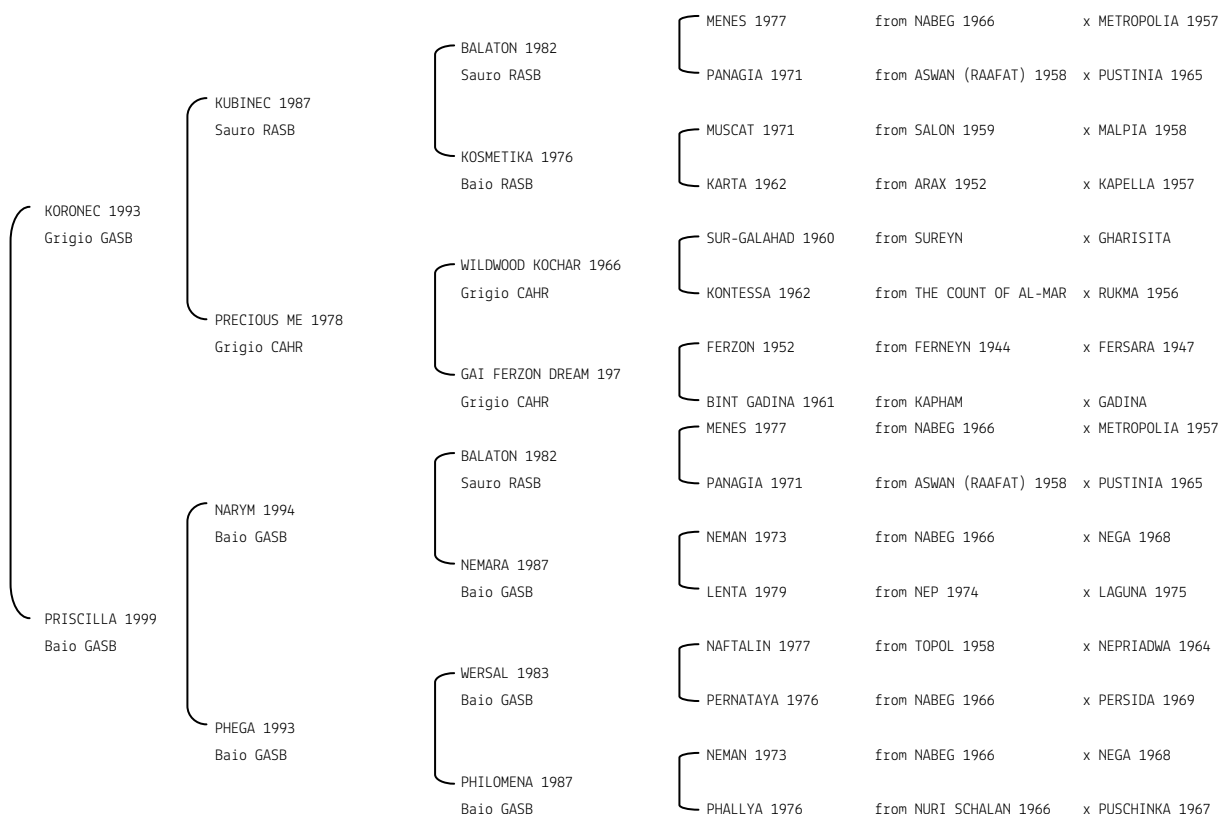 MENES 1977 from NABEG 1966 x METROPOLIA 1957
BALATON 1982
Sauro RASB PANAGIA 1971 from ASWAN (RAAFAT) 1958 x PUSTINIA 1965
KUBINEC 1987
Sauro RASB MUSCAT 1971 from SALON 1959 x MALPIA 1958
KOSMETIKA 1976
Baio RASB KARTA 1962 from ARAX 1952 x KAPELLA 1957
KORONEC 1993
Grigio GASB SUR-GALAHAD 1960 from SUREYN x GHARISITA
WILDWOOD KOCHAR 1966
Grigio CAHR KONTESSA 1962 from THE COUNT OF AL-MAR x RUKMA 1956
PRECIOUS ME 1978
Grigio CAHR FERZON 1952 from FERNEYN 1944 x FERSARA 1947
GAI FERZON DREAM 197
Grigio CAHR BINT GADINA 1961 from KAPHAM x GADINA
MENES 1977 from NABEG 1966 x METROPOLIA 1957
BALATON 1982
Sauro RASB PANAGIA 1971 from ASWAN (RAAFAT) 1958 x PUSTINIA 1965
NARYM 1994
Baio GASB NEMAN 1973 from NABEG 1966 x NEGA 1968
NEMARA 1987
Baio GASB LENTA 1979 from NEP 1974 x LAGUNA 1975
PRISCILLA 1999
Baio GASB NAFTALIN 1977 from TOPOL 1958 x NEPRIADWA 1964
WERSAL 1983
Baio GASB PERNATAYA 1976 from NABEG 1966 x PERSIDA 1969
PHEGA 1993
Baio GASB NEMAN 1973 from NABEG 1966 x NEGA 1968
PHILOMENA 1987
Baio GASB PHALLYA 1976 from NURI SCHALAN 1966 x PUSCHINKA 1967